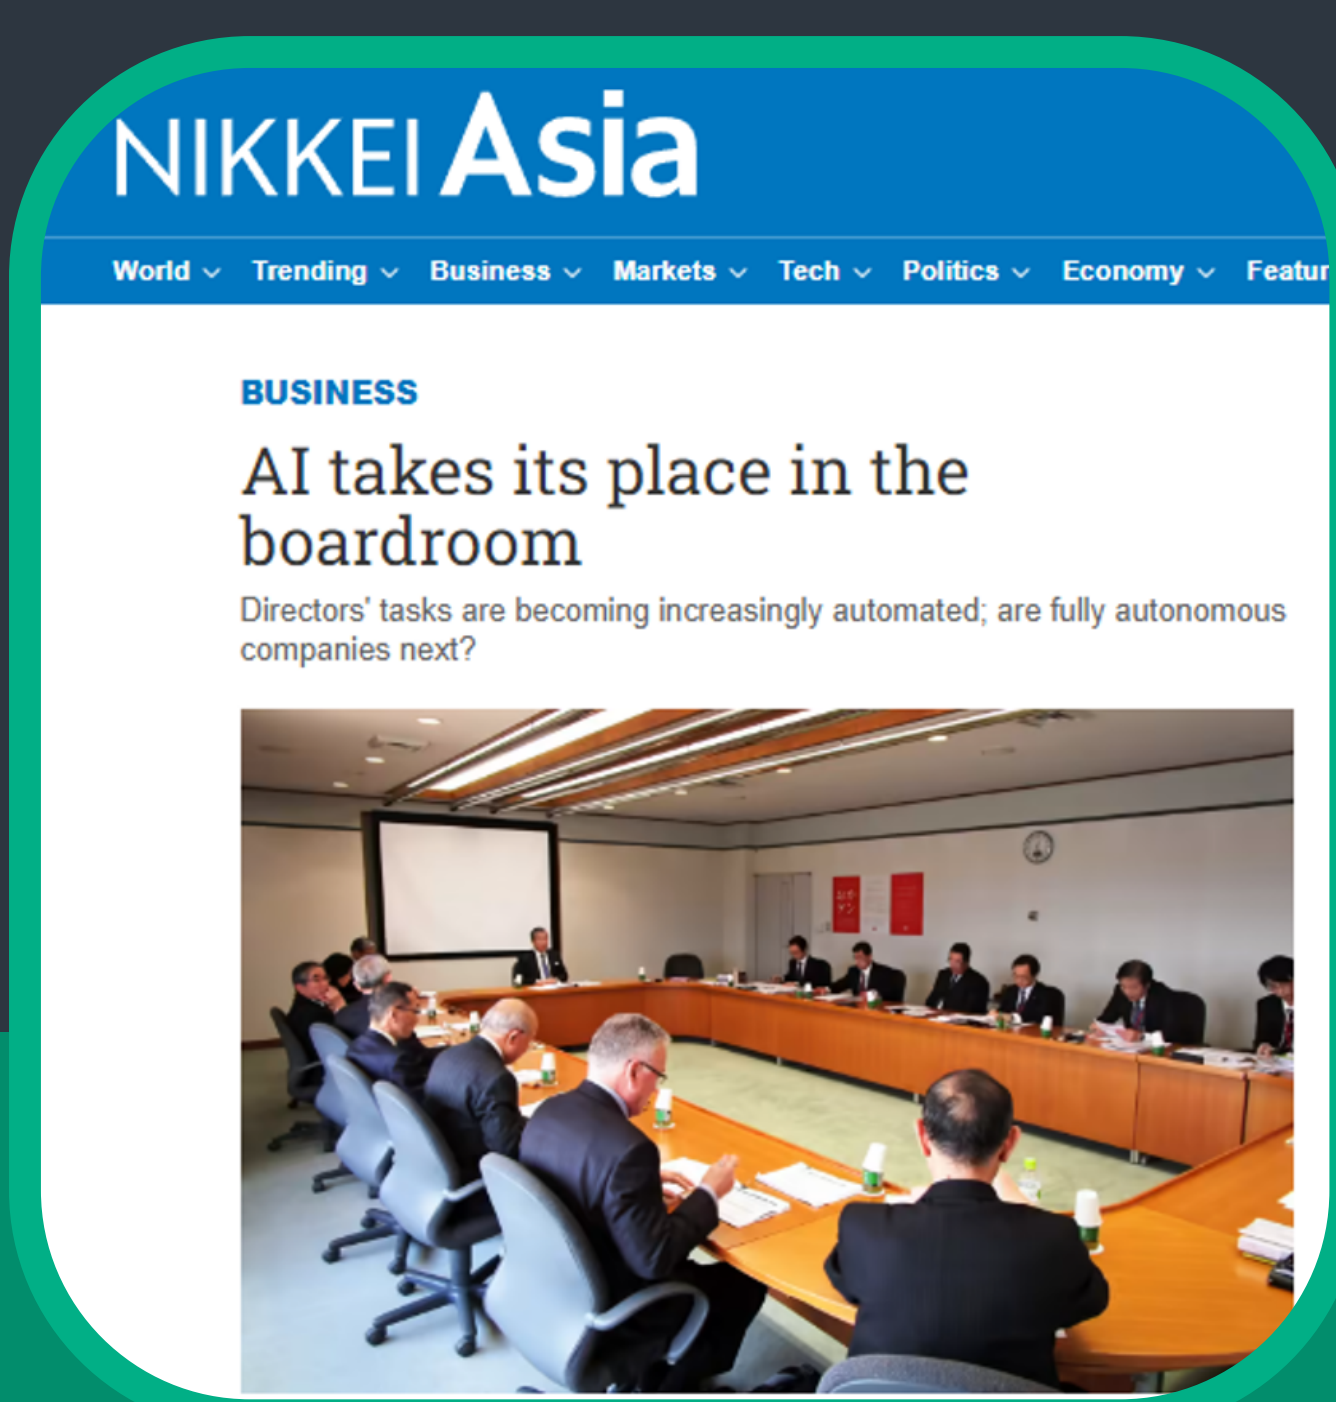 NIKKEI Asia
World Trending Business Markets Tech Politics Economy Featur
BUSINESS
AI takes its place in the
boardroom
Directors' tasks are becoming increasingly automated; are fully autonomous
companies next?